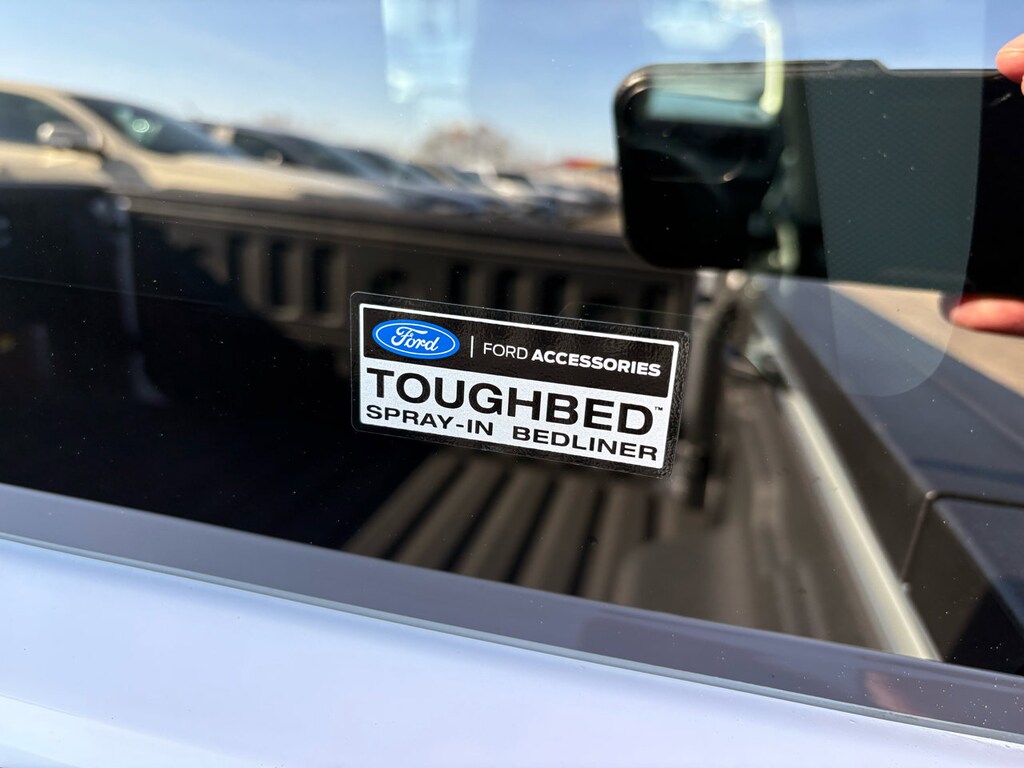 Ford | FORD ACCESSORIES
TOUGHBED™
SPRAY-IN BEDLINER